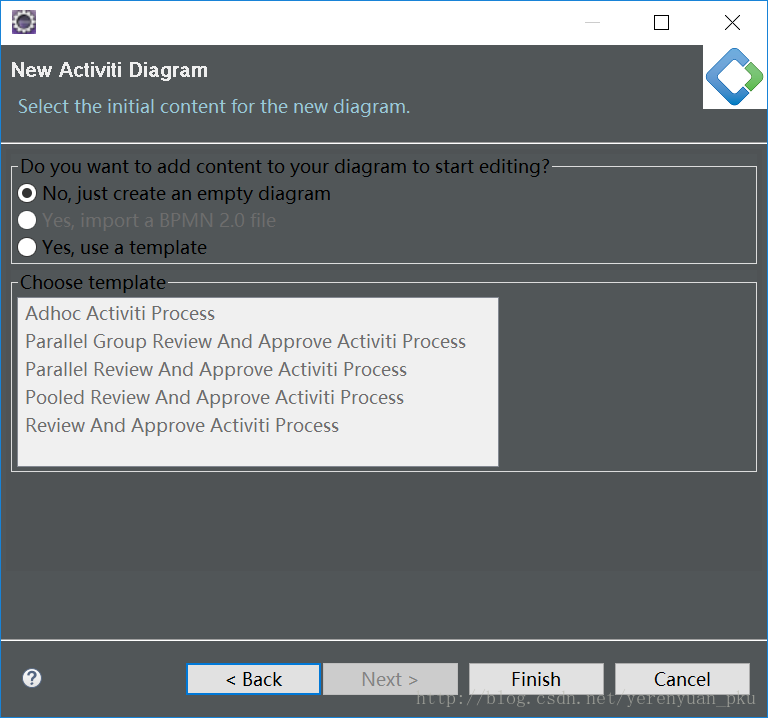 New Activiti Diagram
Select the initial content for the new diagram.
Do you want to add content to your diagram to start editing?
No, just create an empty diagram
Yes, import a BPMN 2.0 file
Yes, use a template
Choose template
Adhoc Activiti Process
Parallel Group Review And Approve Activiti Process
Parallel Review And Approve Activiti Process
Pooled Review And Approve Activiti Process
Review And Approve Activiti Process
? < Back Next > Finish Cancel
http://blog.csdn.net/yerenyuan_pku